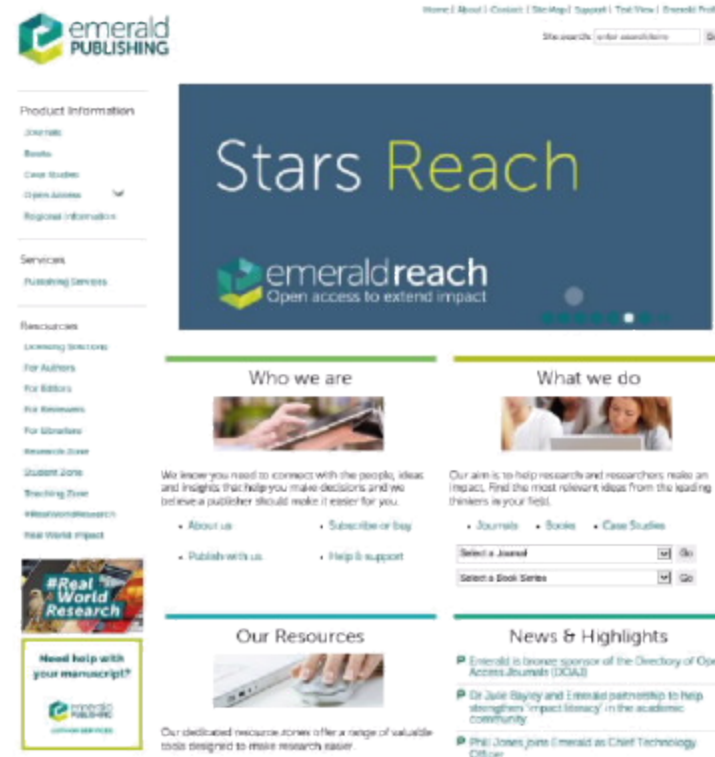 Home | About | Contact | Site Map | Support | Text View |
emerald
PUBLISHING
Site search: enter search term
Stars Reach
emeraldreach
Open access to extend impact
Product Information
Journals
Books
Case Studies
Open Access
Regional Information
Services
Publishing Services
Resources
Licensing Solutions
For Authors
For Editors
For Reviewers
For Librarians
Research Zone
Student Zone
Teaching Zone
#RealWorldResearch
Real World Impact
#Real
World
Research
Need help with
your manuscript?
emerald
PUBLISHING
Who we are
We know you need to connect with the people, ideas
and insights that help you make decisions and we
believe a publisher should make it easier for you.
• About us
• Subscribe or buy
• Publish with us
• Help & support
What we do
Our aim is to help research and researchers make an
impact. Find the most relevant ideas from the leading
thinkers in your field.
• Journals • Books • Case Studies
Select a Journal Go
Select a Book Series Go
Our Resources
Our dedicated resource zones offer a range of valuable
tools designed to make research easier.
News & Highlights
Emerald is bronze sponsor of the Directory of
Access Journals (DOAJ)
Dr Julie Bayley and Emerald partnership to help
strengthen 'impact literacy' in the academic
community
Phil Jones joins Emerald as Chief Technology
Officer